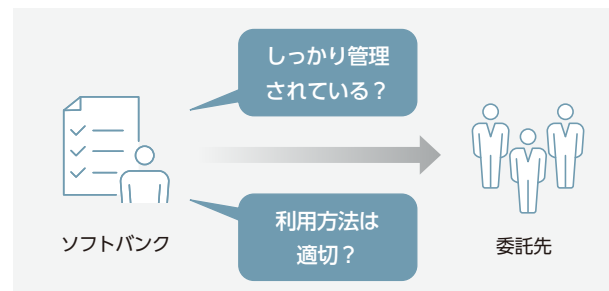 しっかり管理
されている？
ソフトバンク
利用方法は
適切？
委託先